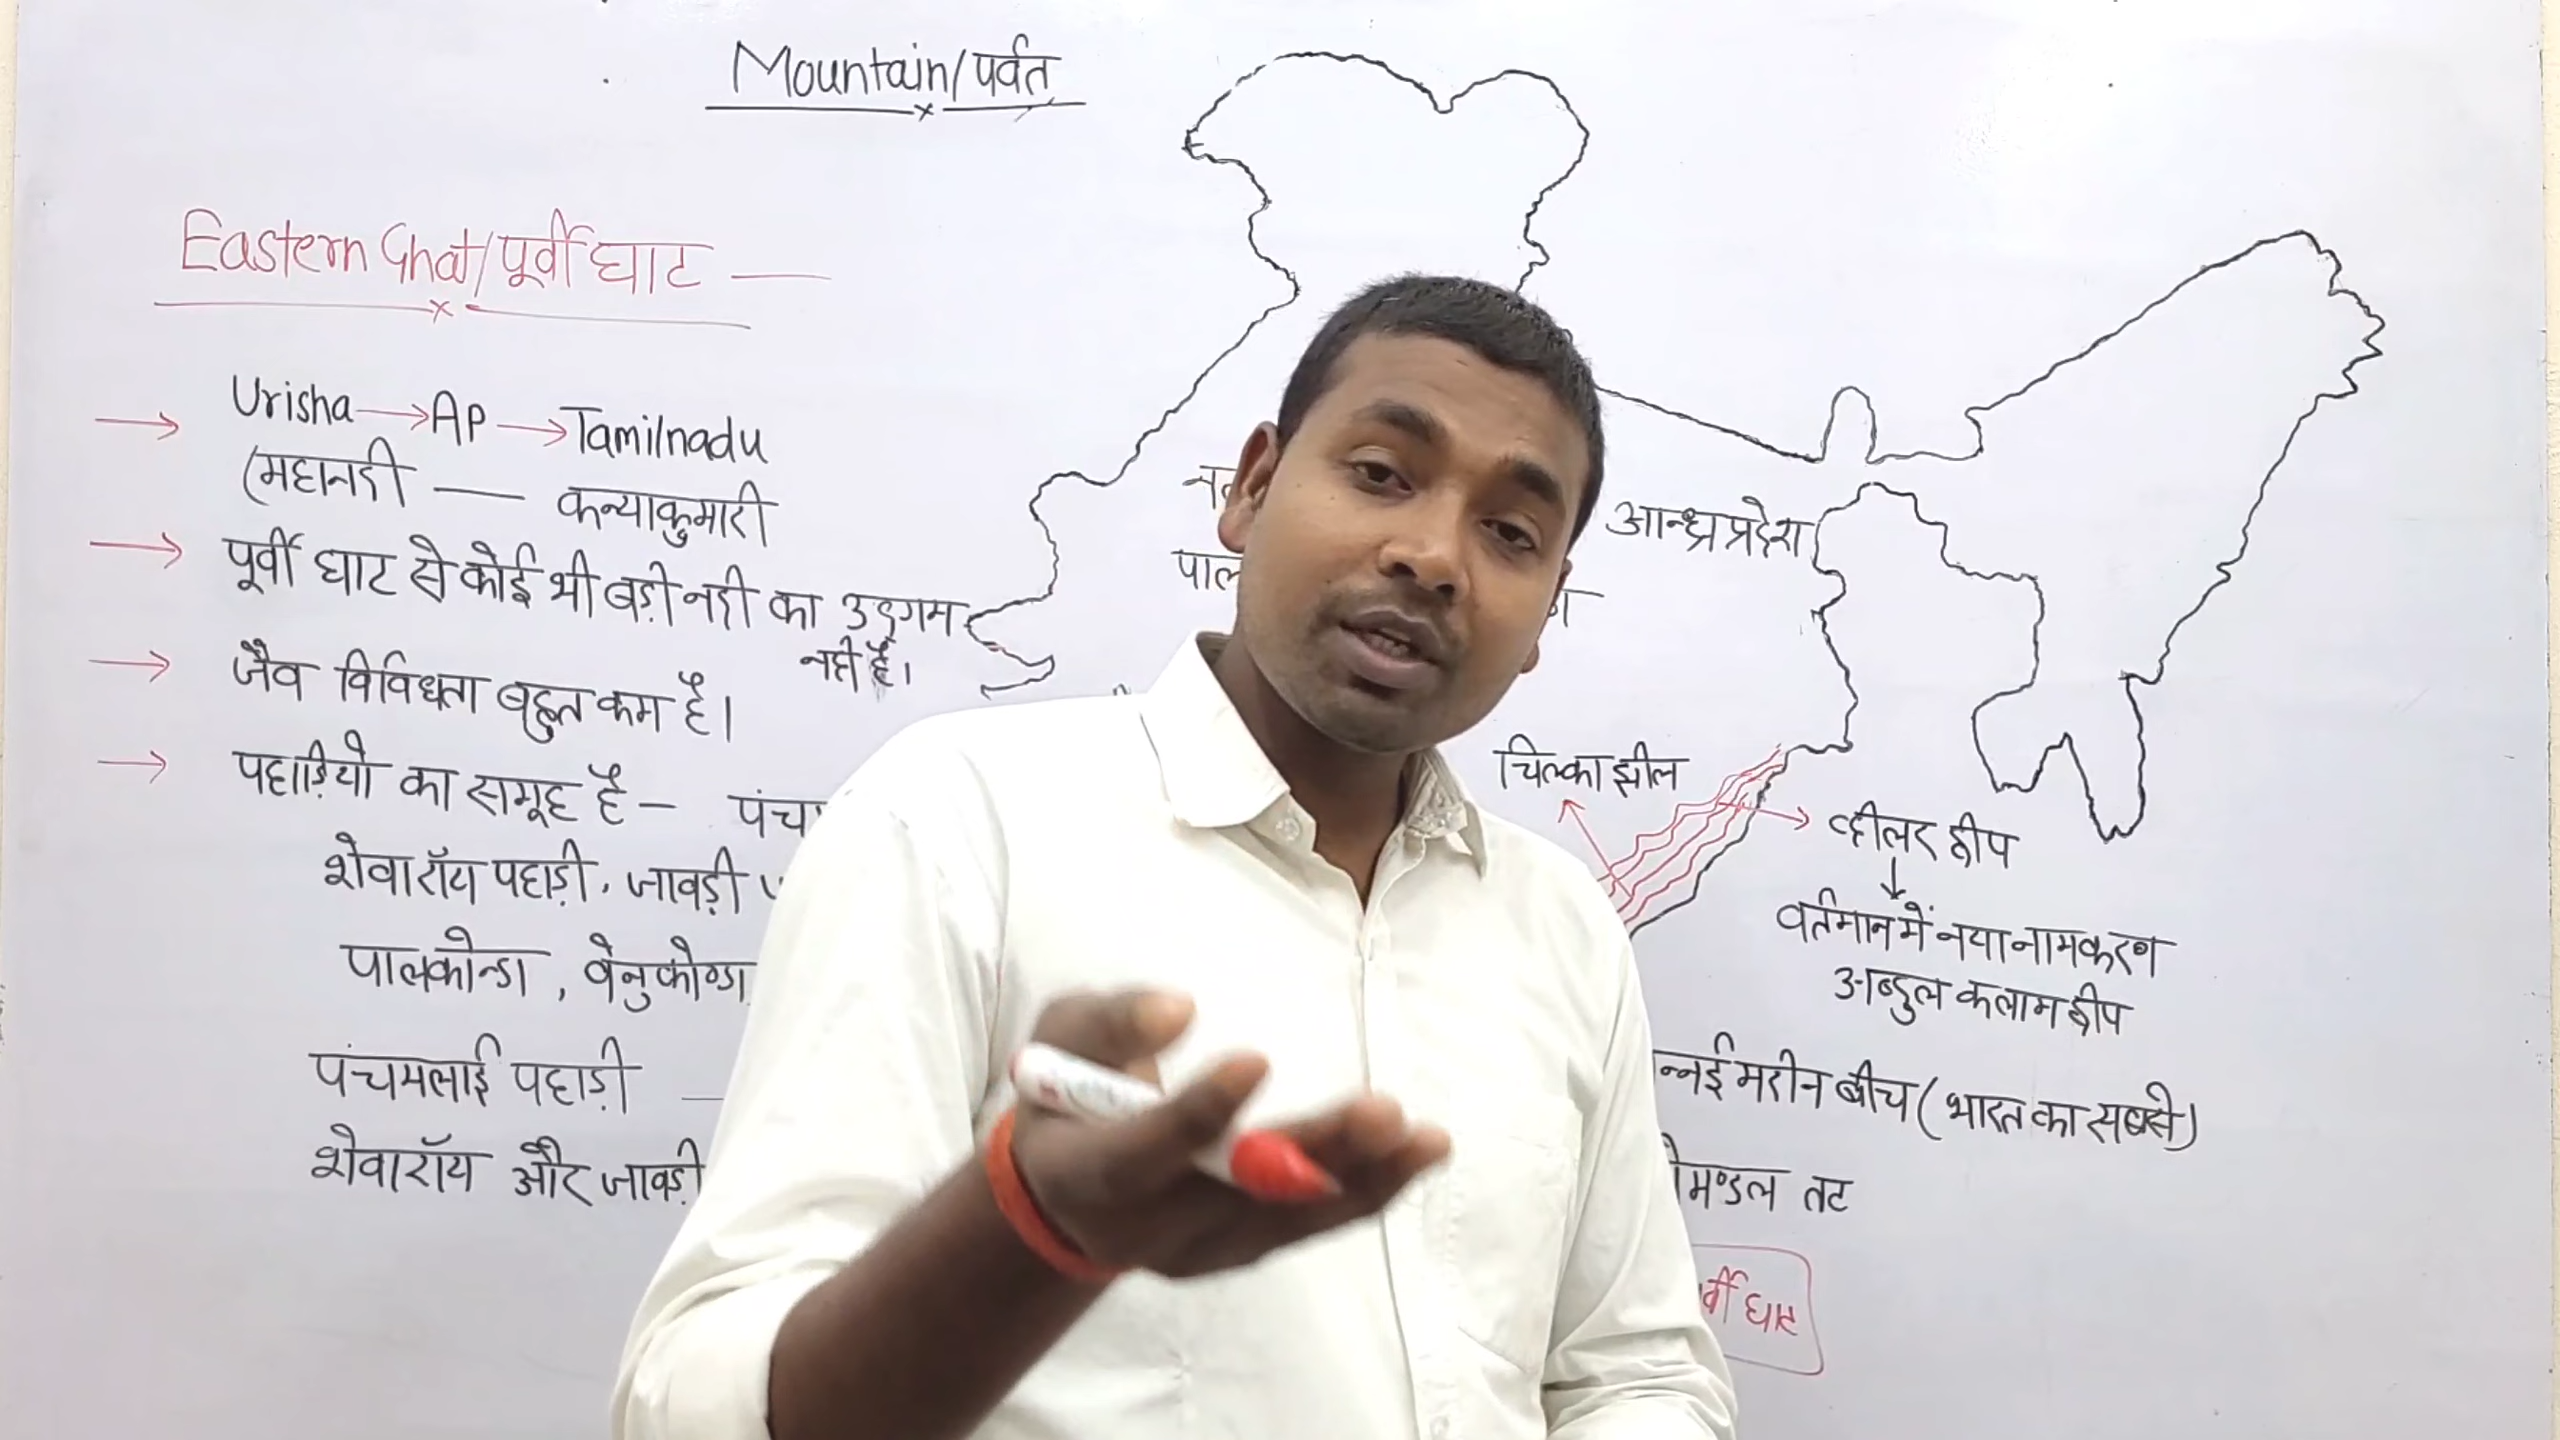 Mountain/पर्वत
Eastern Ghat/पूर्वी घाट —
→ Urisha → AP → Tamilnadu
(महानदी — कन्याकुमारी
→ पूर्वी घाट से कोई भी बड़ी नदी का उद्गम
नही है।
→ जैव विविधता बहुत कम है।
→ पहाड़ियो का समूह है – पंच
शेवारॉय पहाड़ी, जावड़ी
पालकोन्डा, वेनुकोण्डा
पंचमलाई पहाड़ी —
शेवारॉय और जावड़ी
आन्ध्रप्रदेश
पाल
चिल्का झील
व्हीलर द्वीप
↓
वर्तमान में नया नामकरण
अब्दुल कलाम द्वीप
न्नई मरीन बीच (भारत का सबसे)
मण्डल तट
र्वी घाट